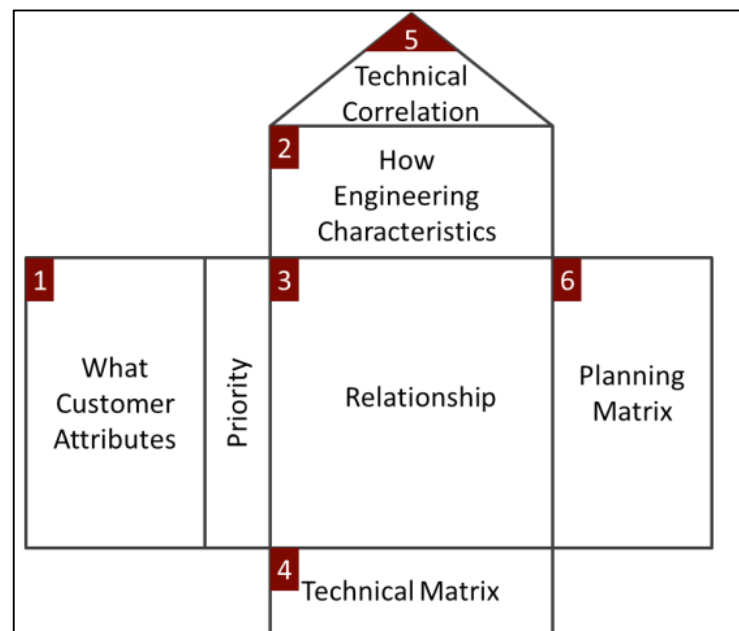 5
Technical
Correlation
2
How
Engineering
Characteristics
1
What
Customer
Attributes
Priority
3
Relationship
6
Planning
Matrix
4
Technical Matrix